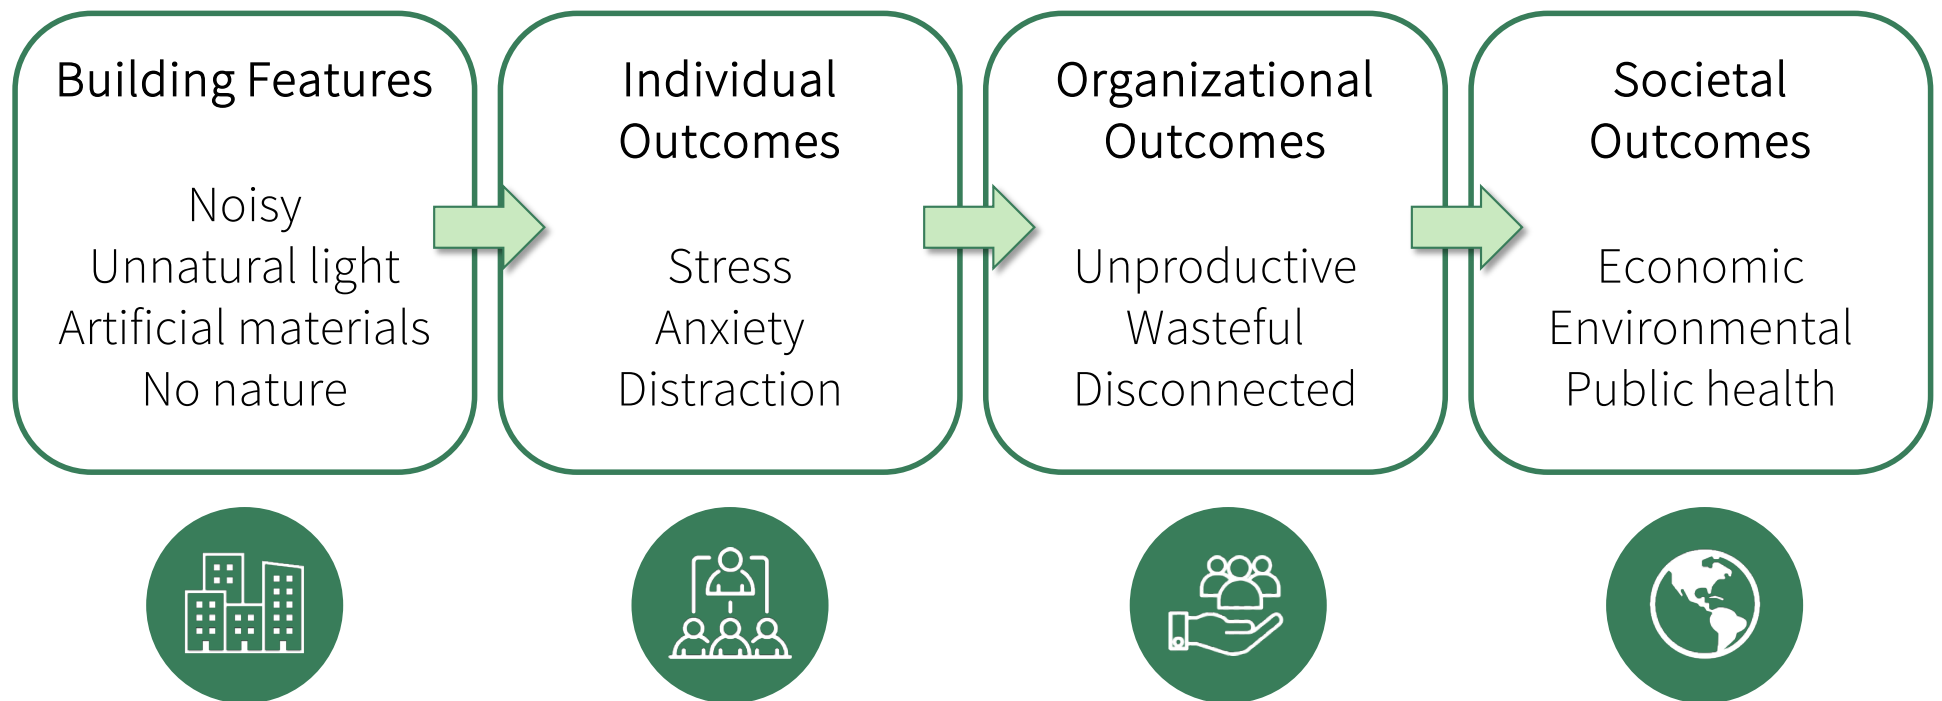 Building Features
Noisy
Unnatural light
Artificial materials
No nature
Individual
Outcomes
Stress
Anxiety
Distraction
Organizational
Outcomes
Unproductive
Wasteful
Disconnected
Societal
Outcomes
Economic
Environmental
Public health